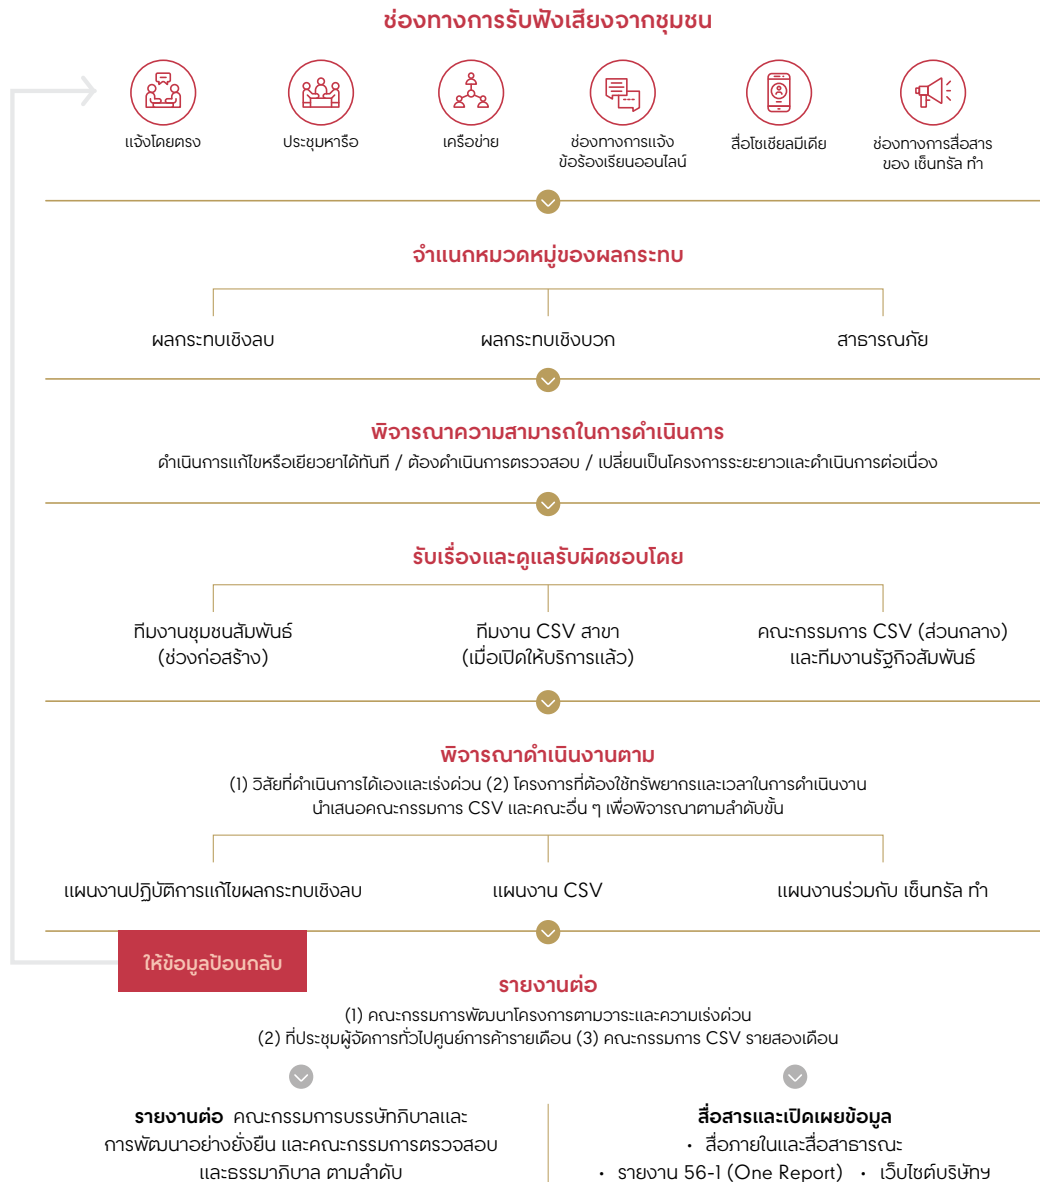 ช่องทางการรับฟังเสียงจากชุมชน
แจ้งโดยตรง
ประชุมหารือ
เครือข่าย
ช่องทางการแจ้ง
ข้อร้องเรียนออนไลน์
สื่อโซเชียลมีเดีย
ช่องทางการสื่อสาร
ของ เซ็นทรัล ทำ
จำแนกหมวดหมู่ของผลกระทบ
ผลกระทบเชิงลบ
ผลกระทบเชิงบวก
สาธารณภัย
พิจารณาความสามารถในการดำเนินการ
ดำเนินการแก้ไขหรือเยียวยาได้ทันที / ต้องดำเนินการตรวจสอบ / เปลี่ยนเป็นโครงการระยะยาวและดำเนินการต่อเนื่อง
รับเรื่องและดูแลรับผิดชอบโดย
ทีมงานชุมชนสัมพันธ์
(ช่วงก่อสร้าง)
ทีมงาน CSV สาขา
(เมื่อเปิดให้บริการแล้ว)
คณะกรรมการ CSV (ส่วนกลาง)
และทีมงานรัฐกิจสัมพันธ์
พิจารณาดำเนินงานตาม
(1) วิสัยที่ดำเนินการได้เองและเร่งด่วน (2) โครงการที่ต้องใช้ทรัพยากรและเวลาในการดำเนินงาน
นำเสนอคณะกรรมการ CSV และคณะอื่น ๆ เพื่อพิจารณาตามลำดับขั้น
แผนงานปฏิบัติการแก้ไขผลกระทบเชิงลบ
แผนงาน CSV
แผนงานร่วมกับ เซ็นทรัล ทำ
ให้ข้อมูลป้อนกลับ
รายงานต่อ
(1) คณะกรรมการพัฒนาโครงการตามวาระและความเร่งด่วน
(2) ที่ประชุมผู้จัดการทั่วไปศูนย์การค้ารายเดือน (3) คณะกรรมการ CSV รายสองเดือน
รายงานต่อ คณะกรรมการบรรษัทภิบาลและ
การพัฒนาอย่างยั่งยืน และคณะกรรมการตรวจสอบ
และธรรมาภิบาล ตามลำดับ
สื่อสารและเปิดเผยข้อมูล
• สื่อภายในและสื่อสาธารณะ
• รายงาน 56-1 (One Report) • เว็บไซต์บริษัทฯ